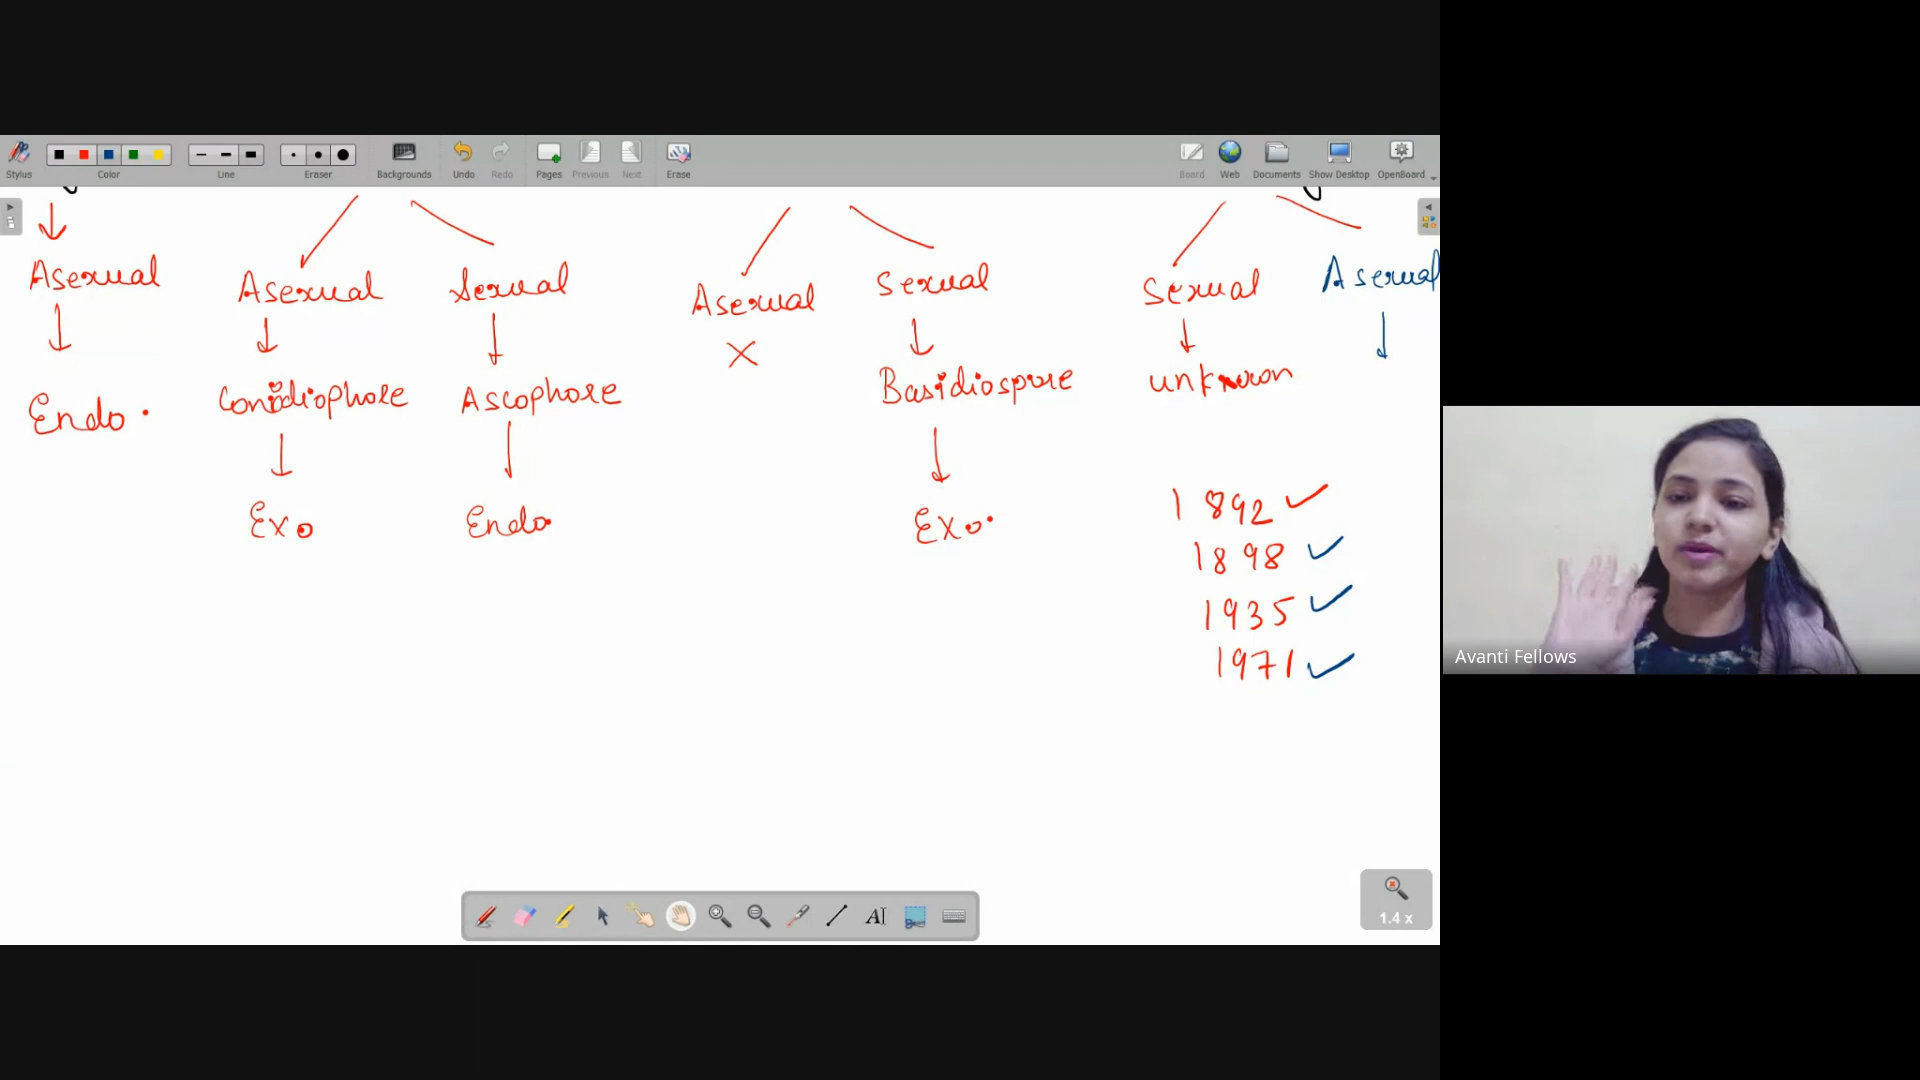 Stylus Color Line Eraser Backgrounds Undo Redo Pages Previous Next Erase Board Web Documents Show Desktop OpenBoard
Asexual Asexual Sexual Asexual Sexual Sexual Asexual
X
Endo. Conidiophore Ascophore Basidiospore unknown
Exo Endo Exo.
1892 ✓
1898 ✓
1935 ✓
1971 ✓
Avanti Fellows
AI
1.4 x